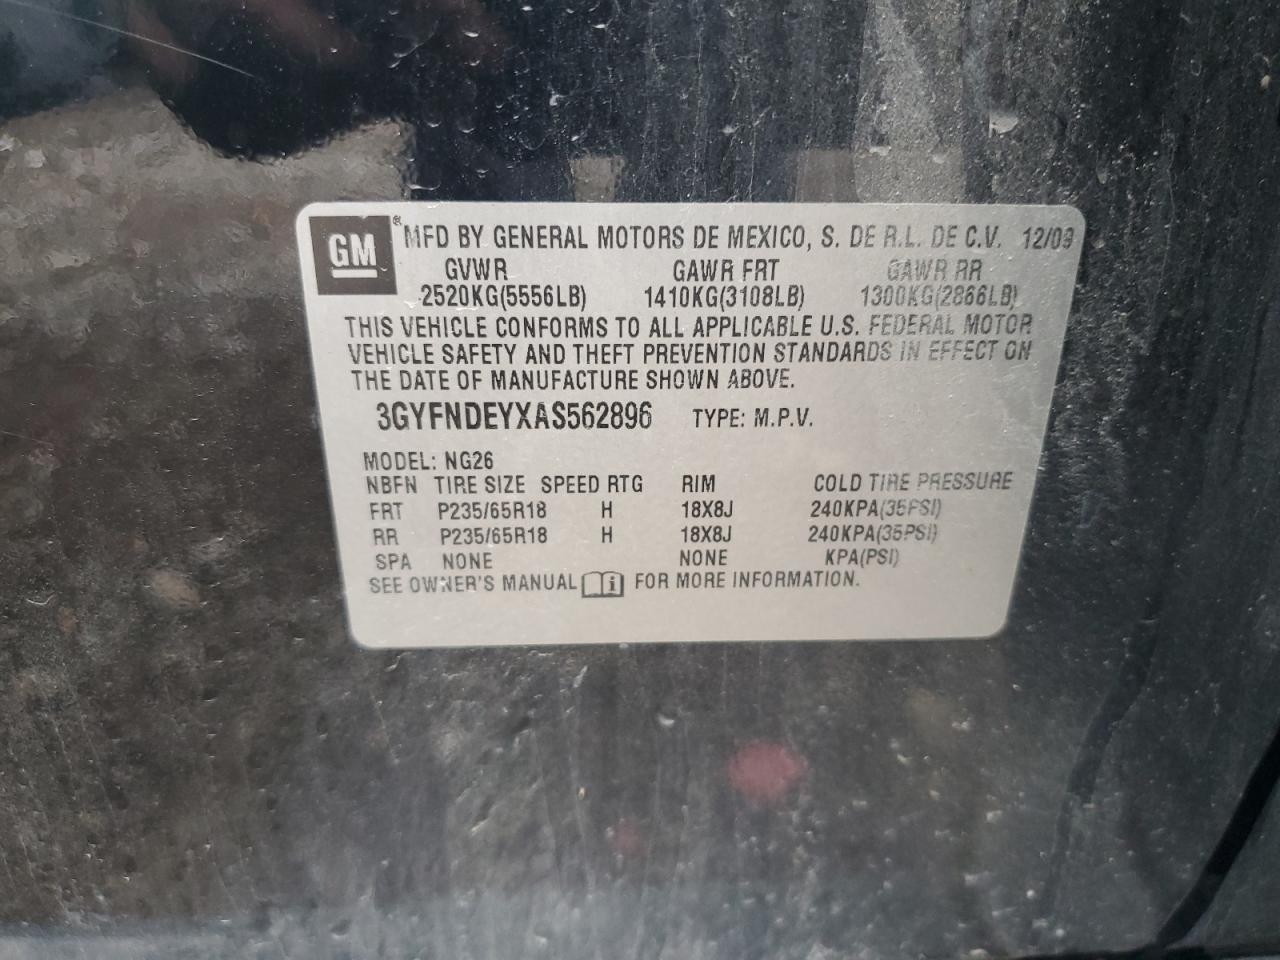 GM ® MFD BY GENERAL MOTORS DE MEXICO, S. DE R.L. DE C.V. 12/09
GVWR GAWR FRT GAWR RR
2520KG(5556LB) 1410KG(3108LB) 1300KG(2866LB)
THIS VEHICLE CONFORMS TO ALL APPLICABLE U.S. FEDERAL MOTOR
VEHICLE SAFETY AND THEFT PREVENTION STANDARDS IN EFFECT ON
THE DATE OF MANUFACTURE SHOWN ABOVE.
3GYFNDEYXAS562896 TYPE: M.P.V.
MODEL: NG26
NBFN TIRE SIZE SPEED RTG RIM COLD TIRE PRESSURE
FRT P235/65R18 H 18X8J 240KPA(35PSI)
RR P235/65R18 H 18X8J 240KPA(35PSI)
SPA NONE NONE KPA(PSI)
SEE OWNER'S MANUAL i FOR MORE INFORMATION.